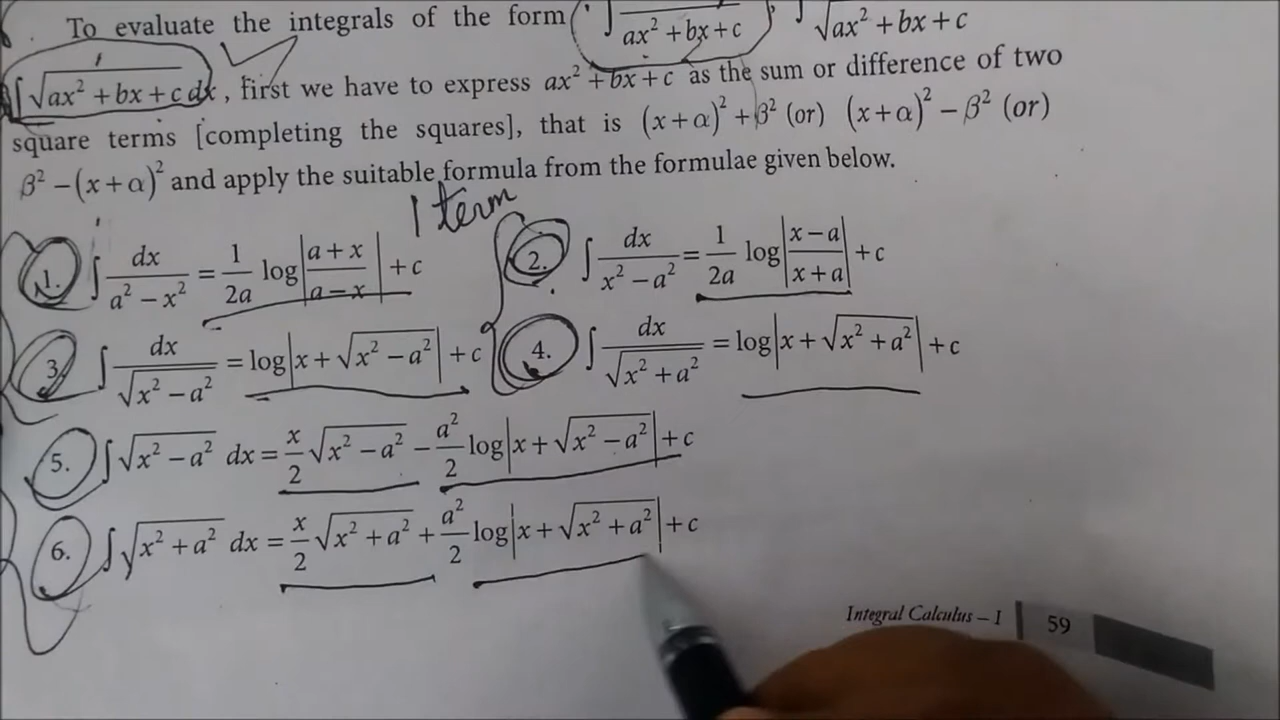 To evaluate the integrals of the form ∫ ax² + bx + c , ∫ √ax² + bx + c
∫ √ax² + bx + c dx , first we have to express ax² + bx + c as the sum or difference of two
square terms [completing the squares], that is (x + α)² + β² (or) (x + α)² − β² (or)
β² − (x + α)² and apply the suitable formula from the formulae given below.
1 term
1. ∫ dx / (a² − x²) = 1/2a log |(a + x)/(a − x)| + c
2. ∫ dx / (x² − a²) = 1/2a log |(x − a)/(x + a)| + c
3. ∫ dx / √(x² − a²) = log |x + √(x² − a²)| + c
4. ∫ dx / √(x² + a²) = log |x + √(x² + a²)| + c
5. ∫ √(x² − a²) dx = x/2 √(x² − a²) − a²/2 log |x + √(x² − a²)| + c
6. ∫ √(x² + a²) dx = x/2 √(x² + a²) + a²/2 log |x + √(x² + a²)| + c
Integral Calculus – I 59